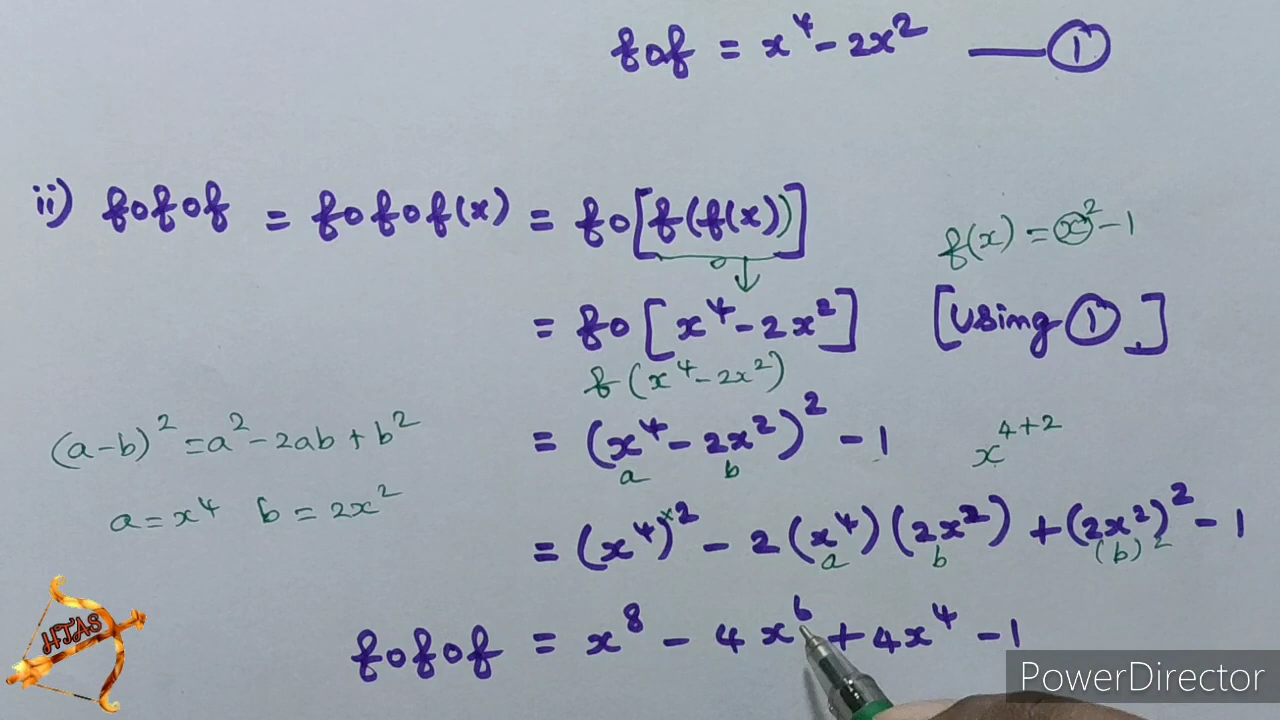 fof = x⁴ - 2x² — ①
ii) fofof = fofof(x) = fo[f(f(x))]
f(x) = x² - 1
= fo[x⁴ - 2x²] [Using ①]
f(x⁴ - 2x²)
(a-b)² = a² - 2ab + b²
= (x⁴ - 2x²)² - 1
a b
x⁴⁺²
a = x⁴ b = 2x²
= (x⁴)ˣ² - 2(x⁴)(2x²) + (2x²)² - 1
a b (b)²
fofof = x⁸ - 4x⁶ + 4x⁴ - 1
HTAS
PowerDirector